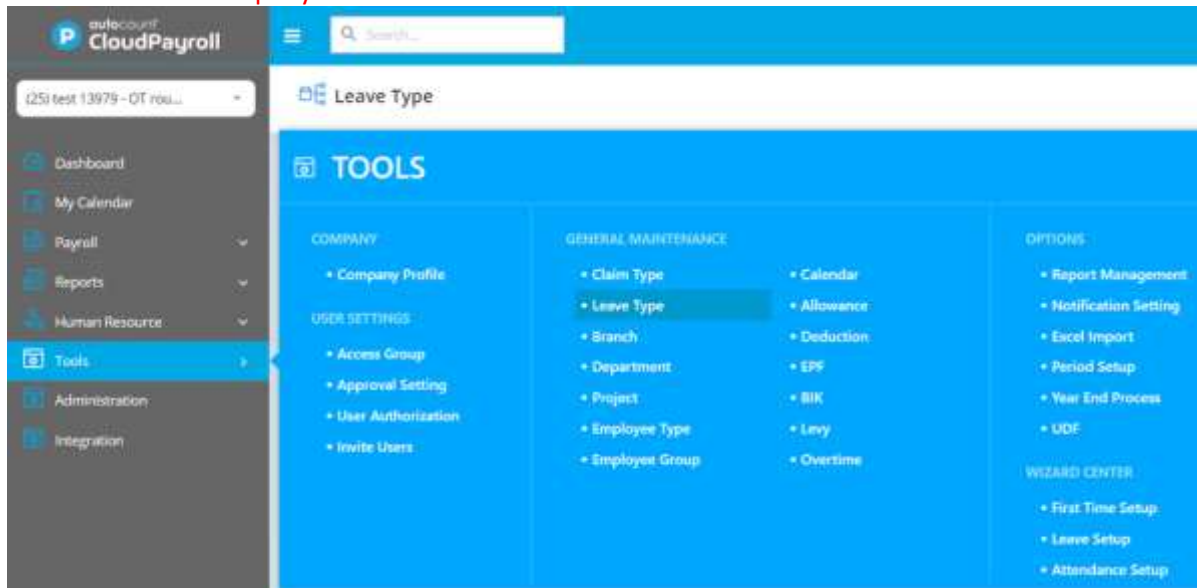 autocount
CloudPayroll
Search...
(25) test 13979 - OT rou...
Leave Type
Dashboard
My Calendar
Payroll
Reports
Human Resource
Tools
Administration
Integration
TOOLS
COMPANY
• Company Profile
USER SETTINGS
• Access Group
• Approval Setting
• User Authorization
• Invite Users
GENERAL MAINTENANCE
• Claim Type
• Leave Type
• Branch
• Department
• Project
• Employee Type
• Employee Group
• Calendar
• Allowance
• Deduction
• EPF
• BIK
• Levy
• Overtime
OPTIONS
• Report Management
• Notification Setting
• Excel Import
• Period Setup
• Year End Process
• UDF
WIZARD CENTER
• First Time Setup
• Leave Setup
• Attendance Setup